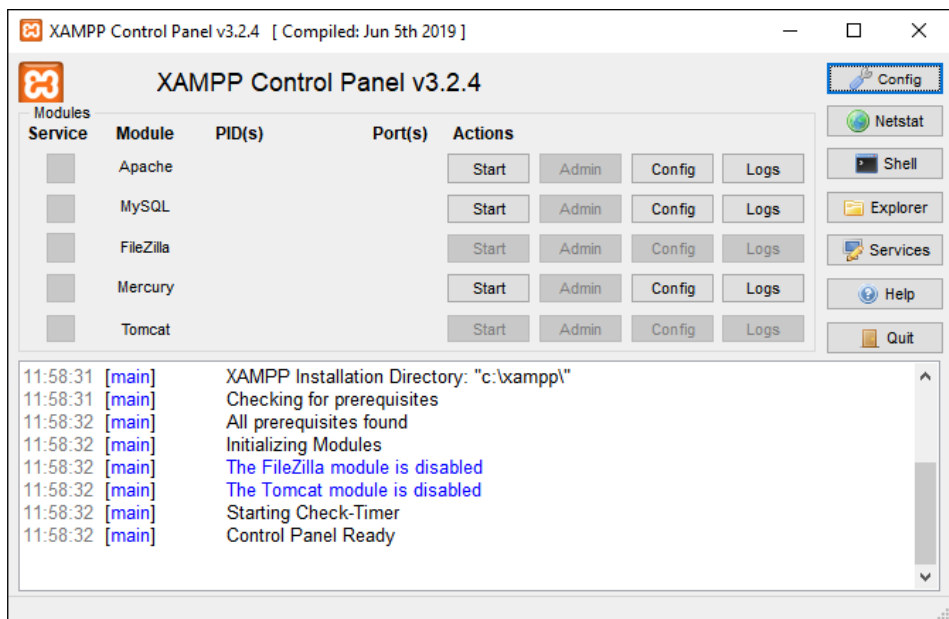 XAMPP Control Panel v3.2.4 [ Compiled: Jun 5th 2019 ]
XAMPP Control Panel v3.2.4
Config
Modules
Service Module PID(s) Port(s) Actions
Netstat
Apache Start Admin Config Logs
Shell
MySQL Start Admin Config Logs
Explorer
FileZilla Start Admin Config Logs
Services
Mercury Start Admin Config Logs
Help
Tomcat Start Admin Config Logs
Quit
11:58:31 [main] XAMPP Installation Directory: "c:\xampp\"
11:58:31 [main] Checking for prerequisites
11:58:32 [main] All prerequisites found
11:58:32 [main] Initializing Modules
11:58:32 [main] The FileZilla module is disabled
11:58:32 [main] The Tomcat module is disabled
11:58:32 [main] Starting Check-Timer
11:58:32 [main] Control Panel Ready